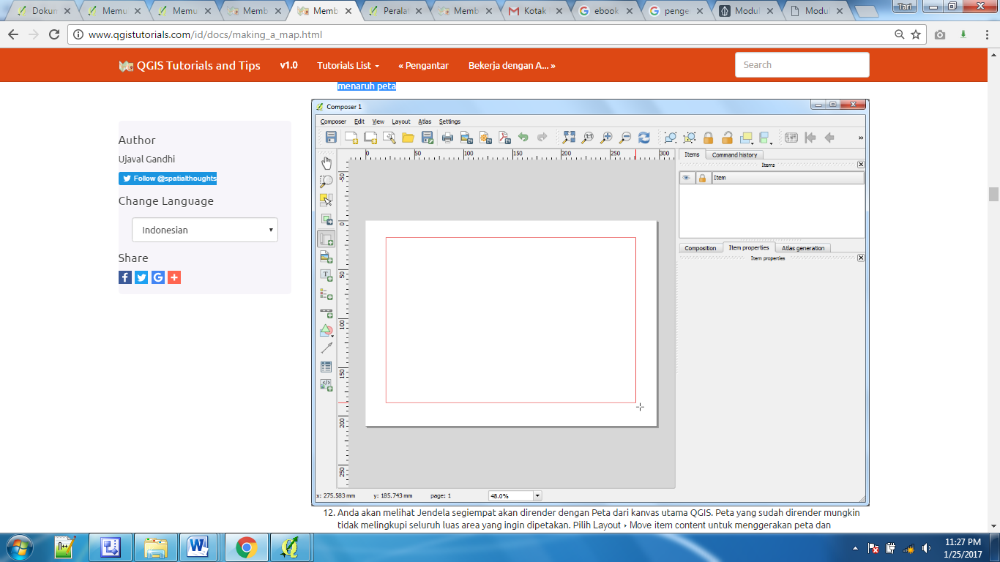 Dokun
Memu
Memu
Memb
Memb
Peralat
Memb
Kotak
ebook
penge
Modul
Modul
Tari
www.qgistutorials.com/id/docs/making_a_map.html
QGIS Tutorials and Tips
v1.0
Tutorials List
« Pengantar
Bekerja dengan A... »
Search
menaruh peta
Author
Ujaval Gandhi
Follow @spatialthoughts
Change Language
Indonesian
Share
Composer 1
Composer Edit View Layout Atlas Settings
0 50 100 150 200 250 300
-50
0
50
100
150
200
250
Items Command history
Items
Item
Composition Item properties Atlas generation
Item properties
x: 275.583 mm y: 185.743 mm page: 1 48.0%
12. Anda akan melihat Jendela segiempat akan dirender dengan Peta dari kanvas utama QGIS. Peta yang sudah dirender mungkin
tidak melingkupi seluruh luas area yang ingin dipetakan. Pilih Layout ‣ Move item content untuk menggerakan peta dan
11:27 PM
1/25/2017